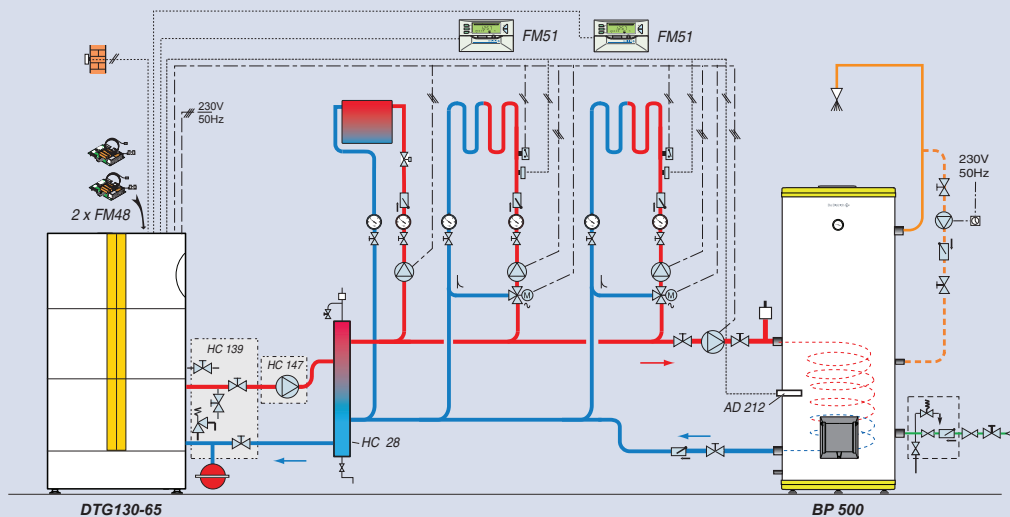 FM51
FM51
230V
50Hz
2 x FM48
230V
50Hz
M
M
HC 139
HC 147
HC 28
AD 212
DTG130-65
BP 500